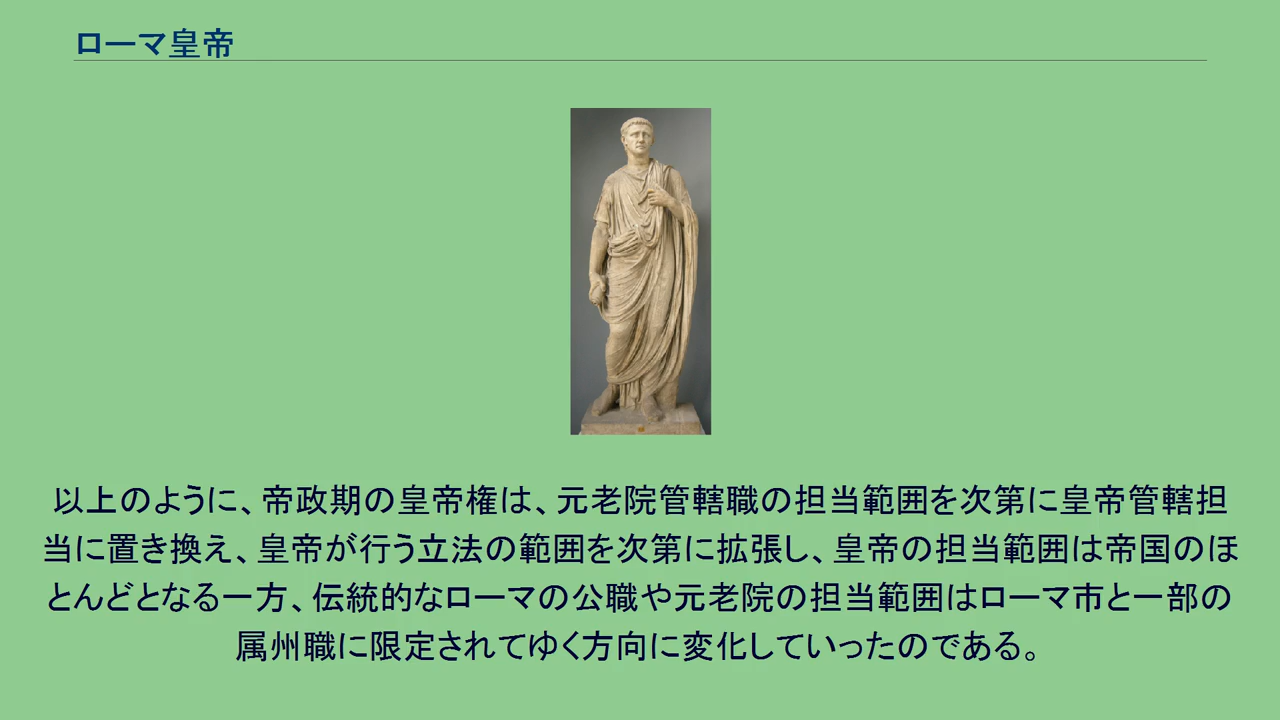 ローマ皇帝
以上のように、帝政期の皇帝権は、元老院管轄職の担当範囲を次第に皇帝管轄担
当に置き換え、皇帝が行う立法の範囲を次第に拡張し、皇帝の担当範囲は帝国のほ
とんどとなる一方、伝統的なローマの公職や元老院の担当範囲はローマ市と一部の
属州職に限定されてゆく方向に変化していったのである。